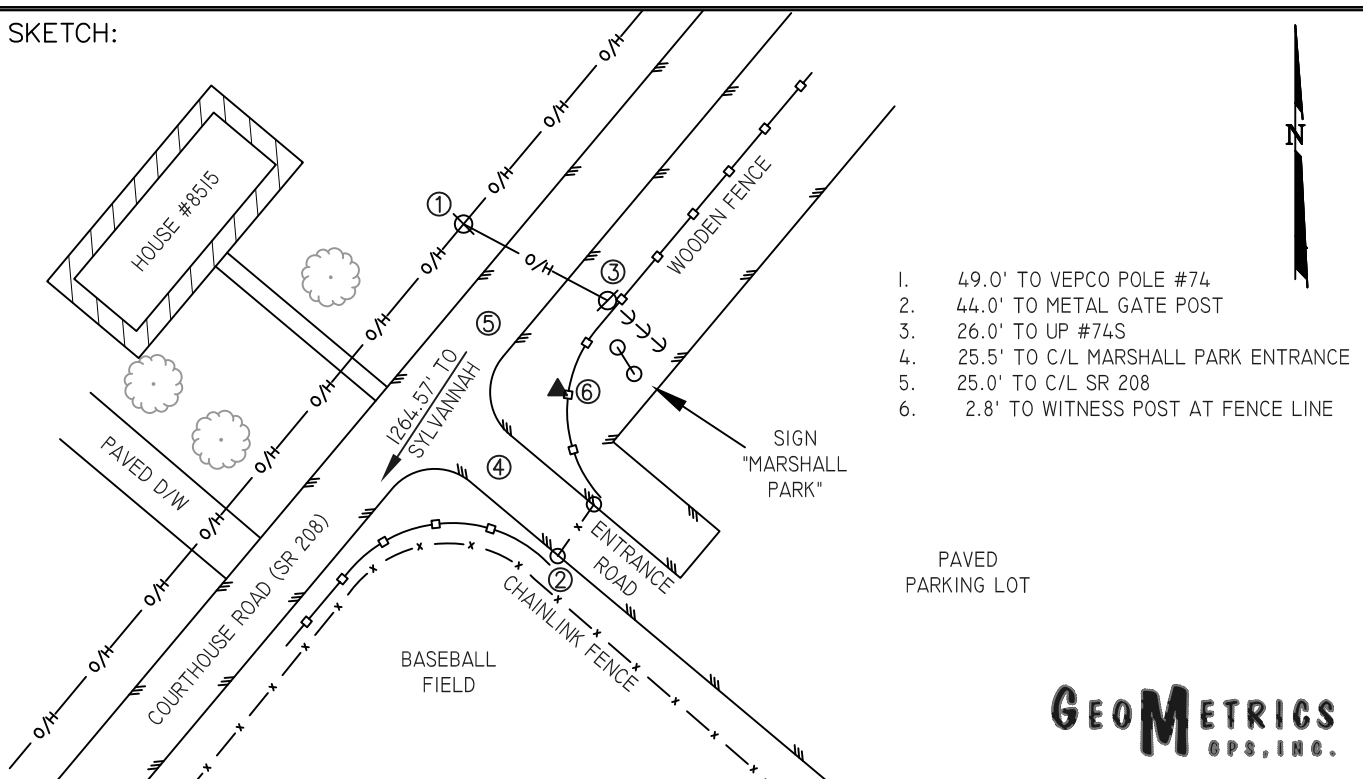 SKETCH:
O/H
O/H
O/H
O/H
O/H
O/H
O/H
O/H
O/H
O/H
O/H
O/H
N
HOUSE #8515
1
3
WOODEN FENCE
5
1264.57' TO
SYLVANNAH
6
4
SIGN
"MARSHALL
PARK"
PAVED D/W
COURTHOUSE ROAD (SR 208)
ENTRANCE
ROAD
2
CHAINLINK FENCE
BASEBALL
FIELD
PAVED
PARKING LOT
1. 49.0' TO VEPCO POLE #74
2. 44.0' TO METAL GATE POST
3. 26.0' TO UP #74S
4. 25.5' TO C/L MARSHALL PARK ENTRANCE
5. 25.0' TO C/L SR 208
6. 2.8' TO WITNESS POST AT FENCE LINE
GEOMETRICS
GPS, INC.